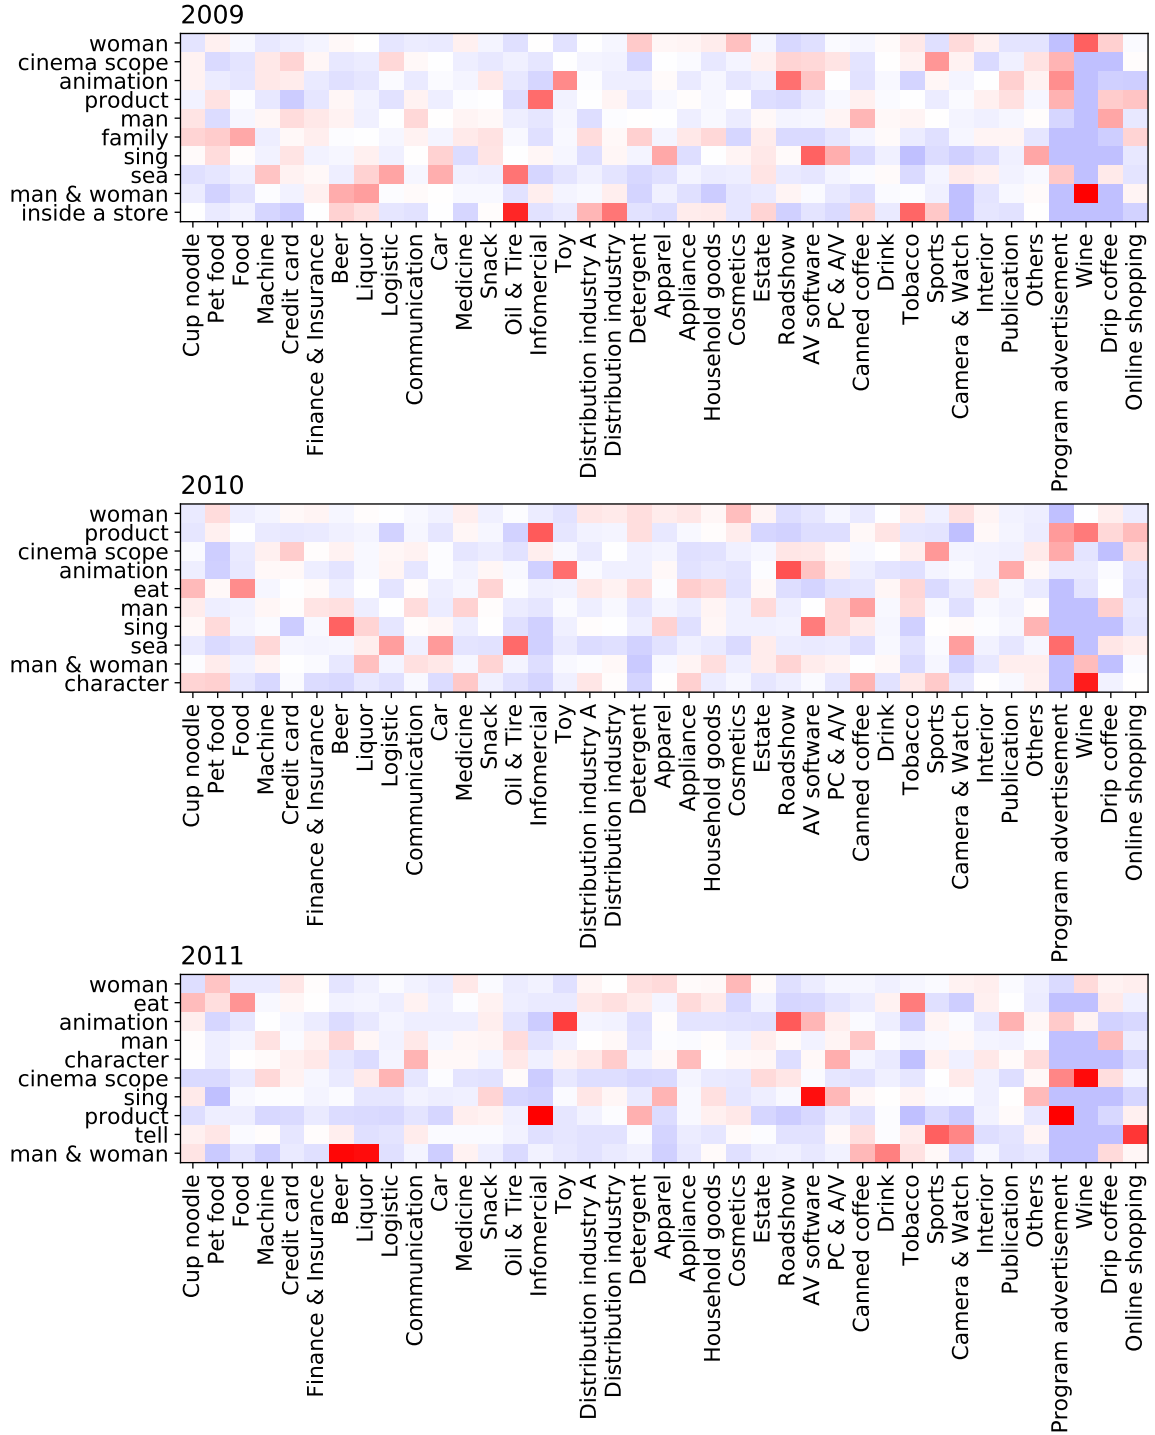 2009
woman
cinema scope
animation
product
man
family
sing
sea
man & woman
inside a store
Cup noodle
Pet food
Food
Machine
Credit card
Finance & Insurance
Beer
Liquor
Logistic
Communication
Car
Medicine
Snack
Oil & Tire
Infomercial
Toy
Distribution industry A
Distribution industry
Detergent
Apparel
Appliance
Household goods
Cosmetics
Estate
Roadshow
AV software
PC & A/V
Canned coffee
Drink
Tobacco
Sports
Camera & Watch
Interior
Publication
Others
Program advertisement
Wine
Drip coffee
Online shopping
2010
woman
product
cinema scope
animation
eat
man
sing
sea
man & woman
character
Cup noodle
Pet food
Food
Machine
Credit card
Finance & Insurance
Beer
Liquor
Logistic
Communication
Car
Medicine
Snack
Oil & Tire
Infomercial
Toy
Distribution industry A
Distribution industry
Detergent
Apparel
Appliance
Household goods
Cosmetics
Estate
Roadshow
AV software
PC & A/V
Canned coffee
Drink
Tobacco
Sports
Camera & Watch
Interior
Publication
Others
Program advertisement
Wine
Drip coffee
Online shopping
2011
woman
eat
animation
man
character
cinema scope
sing
product
tell
man & woman
Cup noodle
Pet food
Food
Machine
Credit card
Finance & Insurance
Beer
Liquor
Logistic
Communication
Car
Medicine
Snack
Oil & Tire
Infomercial
Toy
Distribution industry A
Distribution industry
Detergent
Apparel
Appliance
Household goods
Cosmetics
Estate
Roadshow
AV software
PC & A/V
Canned coffee
Drink
Tobacco
Sports
Camera & Watch
Interior
Publication
Others
Program advertisement
Wine
Drip coffee
Online shopping